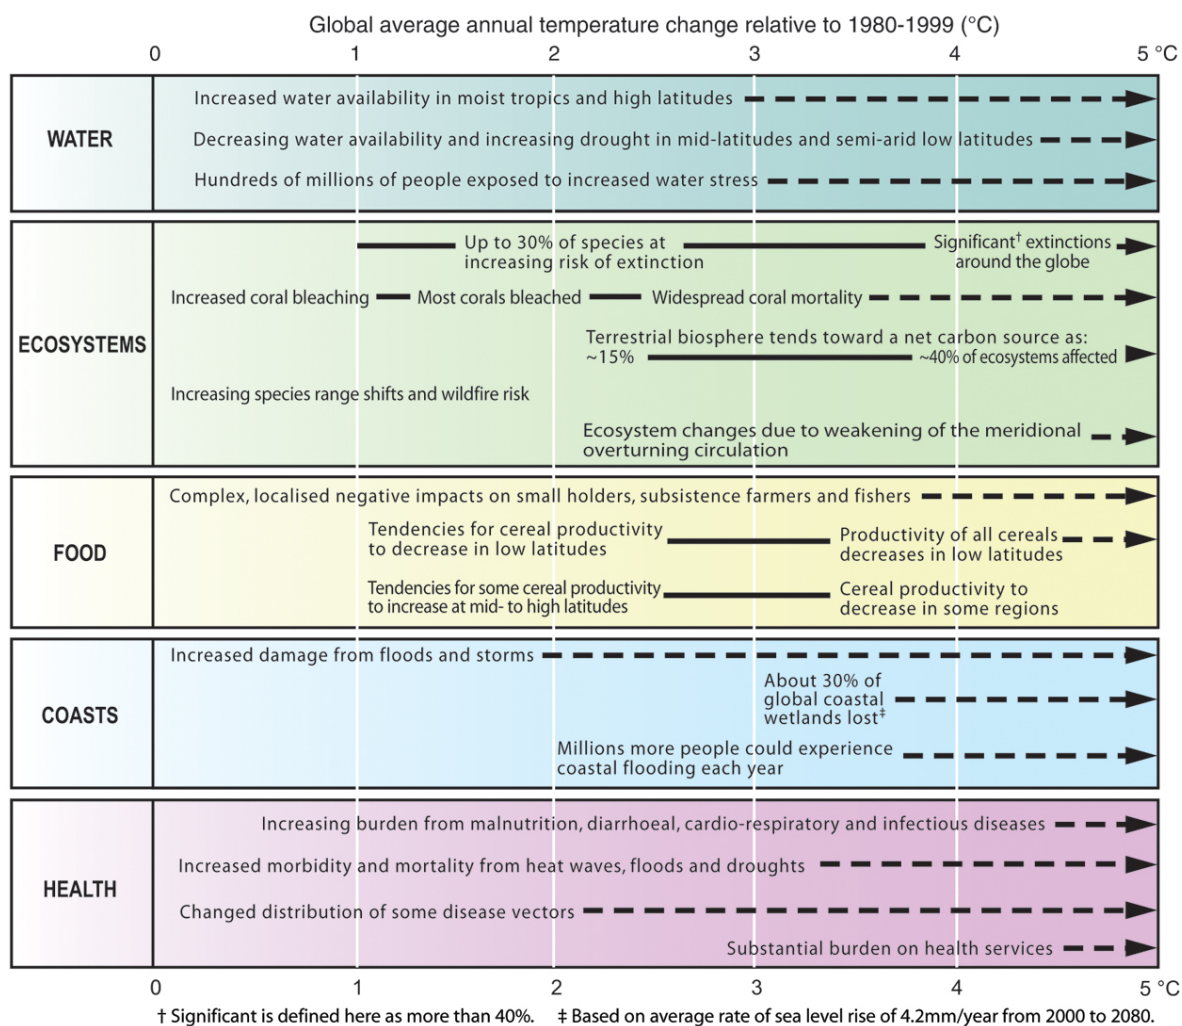 Global average annual temperature change relative to 1980-1999 (°C)
0 1 2 3 4 5 °C
WATER
Increased water availability in moist tropics and high latitudes
Decreasing water availability and increasing drought in mid-latitudes and semi-arid low latitudes
Hundreds of millions of people exposed to increased water stress
ECOSYSTEMS
Up to 30% of species at
increasing risk of extinction
Significant† extinctions
around the globe
Increased coral bleaching
Most corals bleached
Widespread coral mortality
Terrestrial biosphere tends toward a net carbon source as:
~15%
~40% of ecosystems affected
Increasing species range shifts and wildfire risk
Ecosystem changes due to weakening of the meridional
overturning circulation
FOOD
Complex, localised negative impacts on small holders, subsistence farmers and fishers
Tendencies for cereal productivity
to decrease in low latitudes
Productivity of all cereals
decreases in low latitudes
Tendencies for some cereal productivity
to increase at mid- to high latitudes
Cereal productivity to
decrease in some regions
COASTS
Increased damage from floods and storms
About 30% of
global coastal
wetlands lost‡
Millions more people could experience
coastal flooding each year
HEALTH
Increasing burden from malnutrition, diarrhoeal, cardio-respiratory and infectious diseases
Increased morbidity and mortality from heat waves, floods and droughts
Changed distribution of some disease vectors
Substantial burden on health services
0 1 2 3 4 5 °C
† Significant is defined here as more than 40%. ‡ Based on average rate of sea level rise of 4.2mm/year from 2000 to 2080.